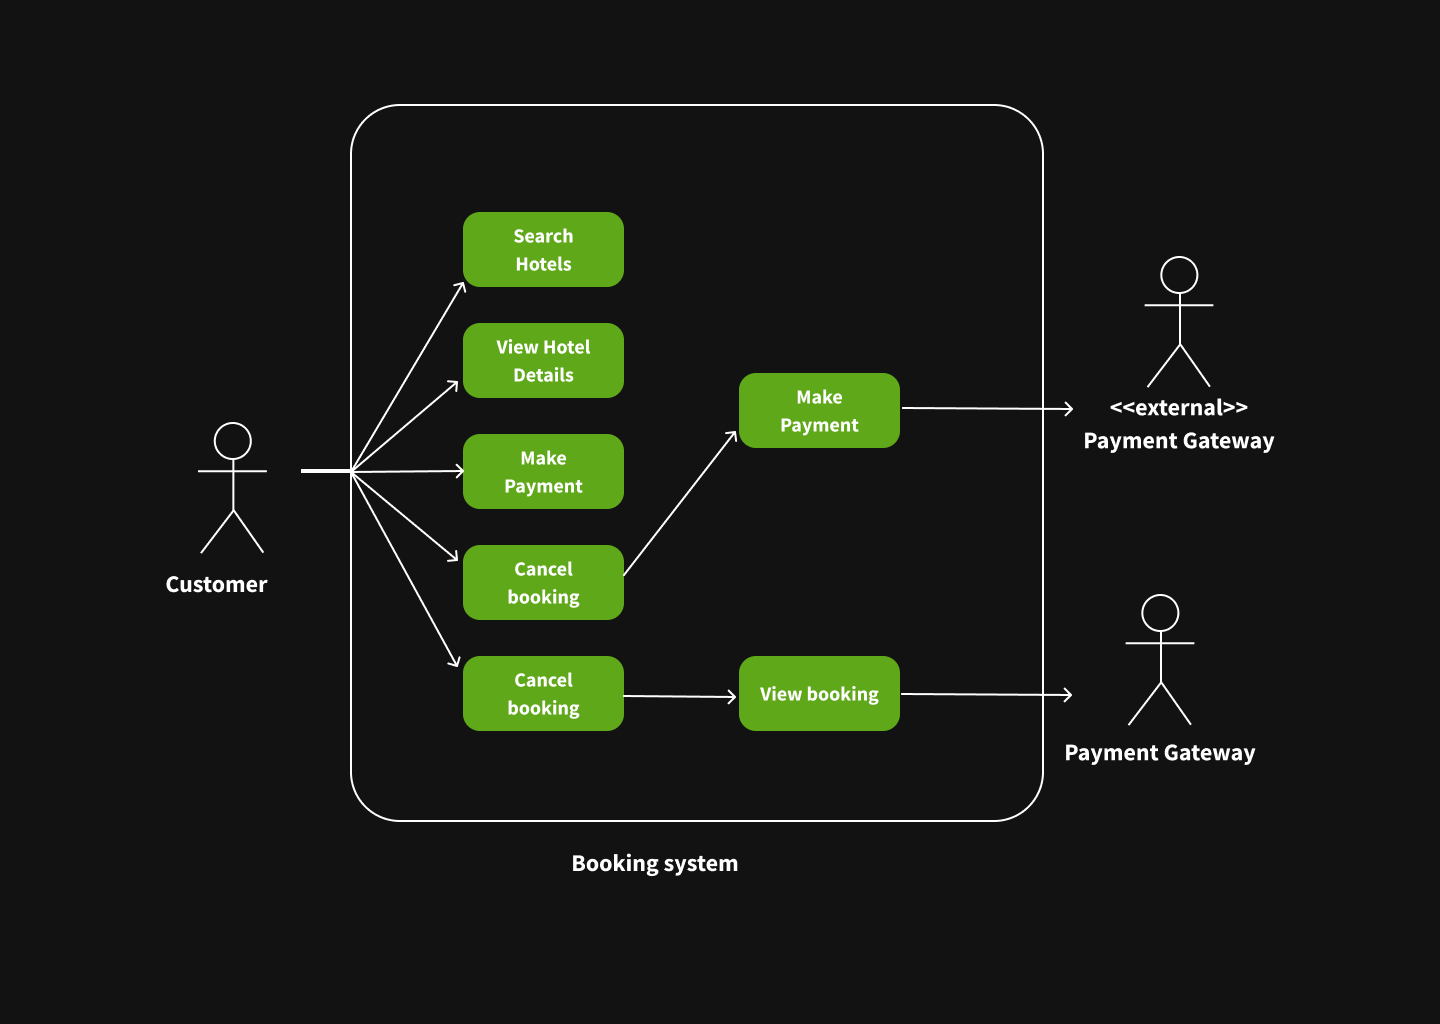 Search
Hotels
View Hotel
Details
Make
Payment
Cancel
booking
Cancel
booking
Make
Payment
View booking
Customer
<<external>>
Payment Gateway
Payment Gateway
Booking system